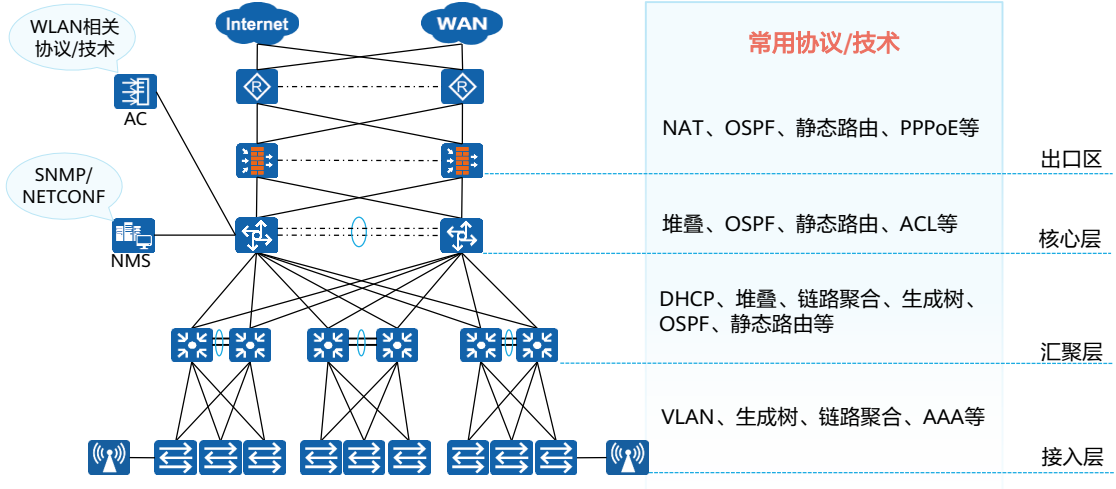 WLAN相关
协议/技术
Internet
WAN
常用协议/技术
R
R
AC
NAT、OSPF、静态路由、PPPoE等
出口区
SNMP/
NETCONF
NMS
堆叠、OSPF、静态路由、ACL等
核心层
DHCP、堆叠、链路聚合、生成树、
OSPF、静态路由等
汇聚层
VLAN、生成树、链路聚合、AAA等
接入层